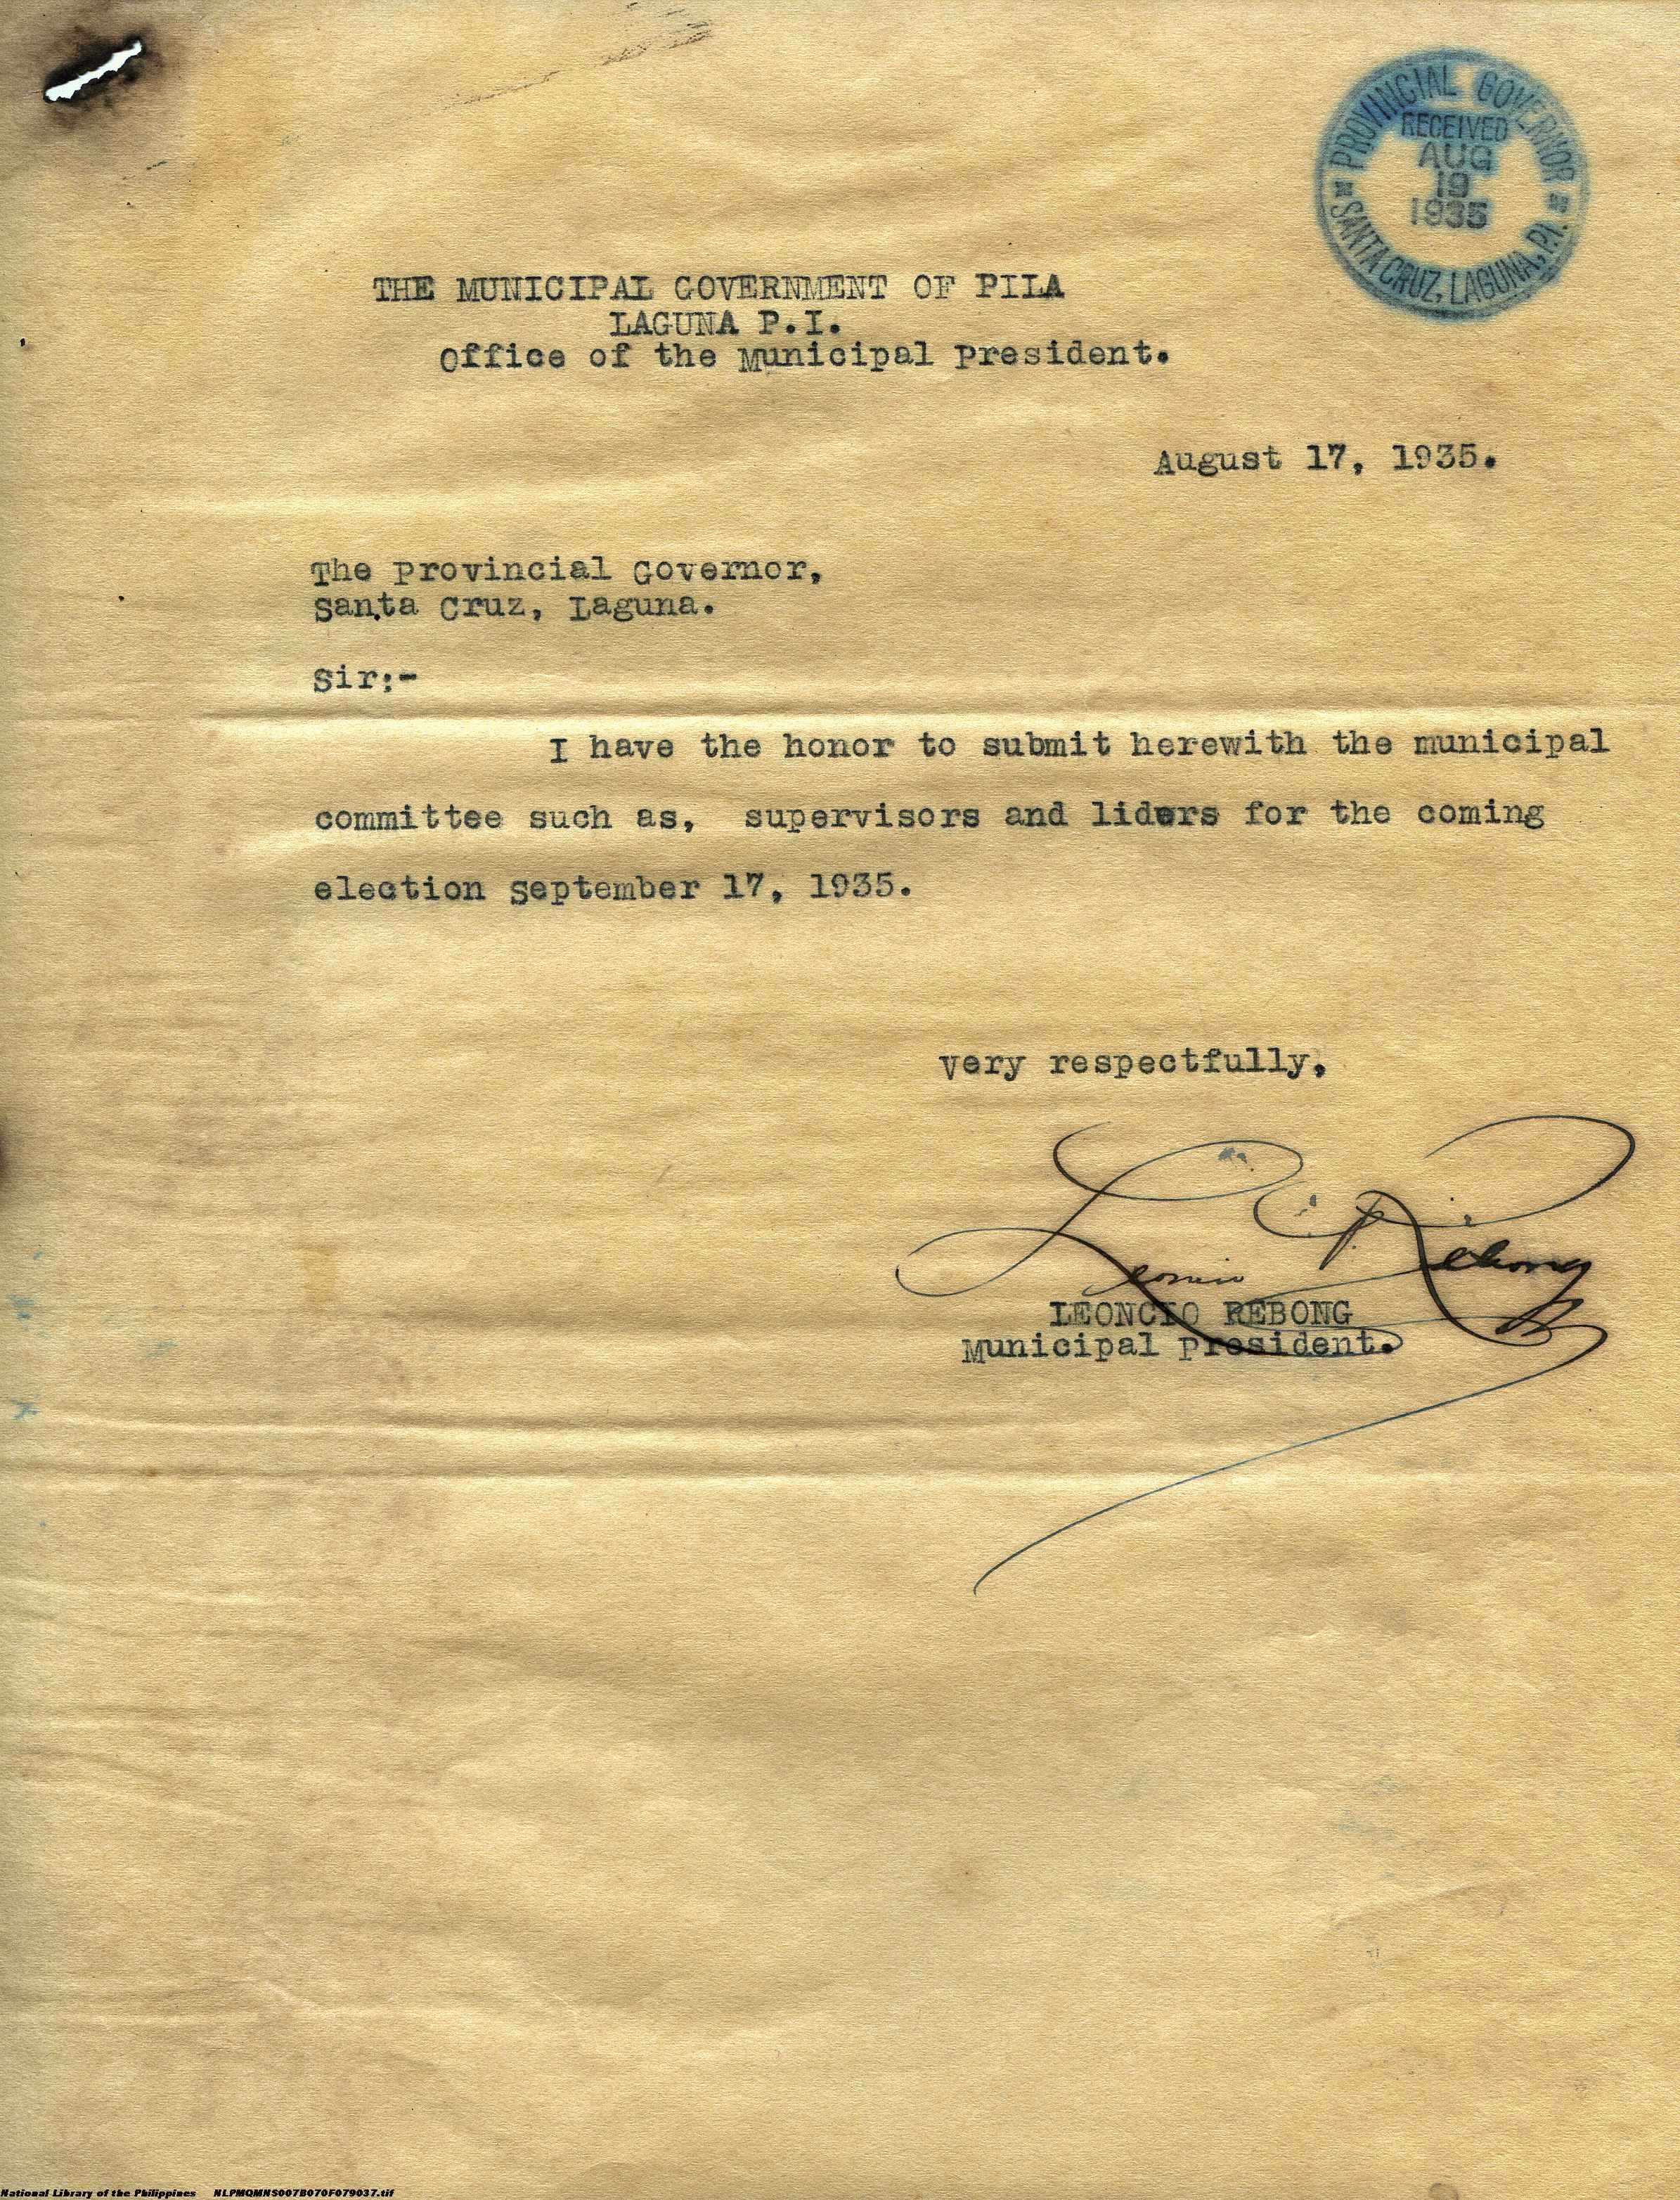 PROVINCIAL GOVERNOR
RECEIVED
AUG
19
1935
SANTA CRUZ, LAGUNA, P.I.
THE MUNICIPAL GOVERNMENT OF PILA
LAGUNA P.I.
Office of the Municipal President.
August 17, 1935.
The Provincial Governor,
Santa Cruz, Laguna.
Sir:-
I have the honor to submit herewith the municipal
committee such as, supervisors and liders for the coming
election September 17, 1935.
Very respectfully,
Leoncio P. Rebong
LEONCIO REBONG
Municipal President.
National Library of the Philippines NLPMQMNS007B070F079037.tif